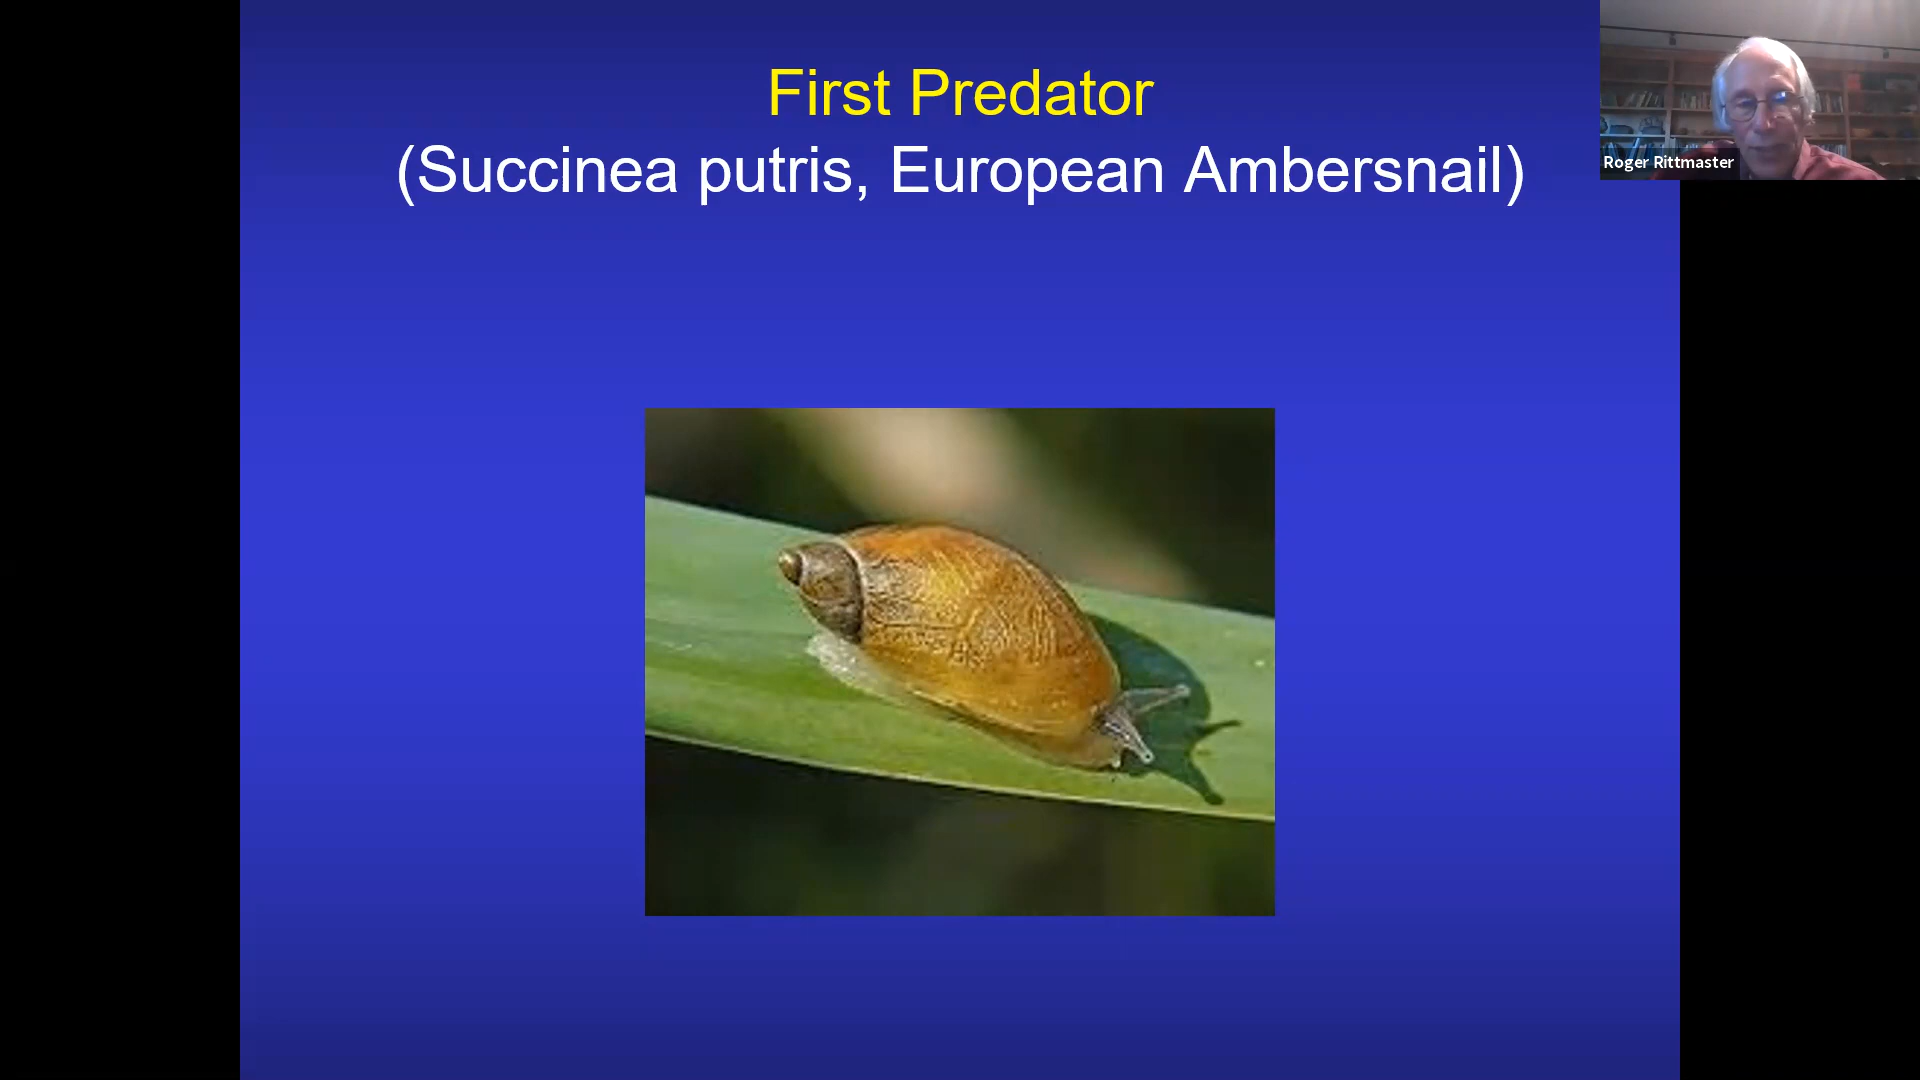 First Predator
(Succinea putris, European Ambersnail)
Roger Rittmaster